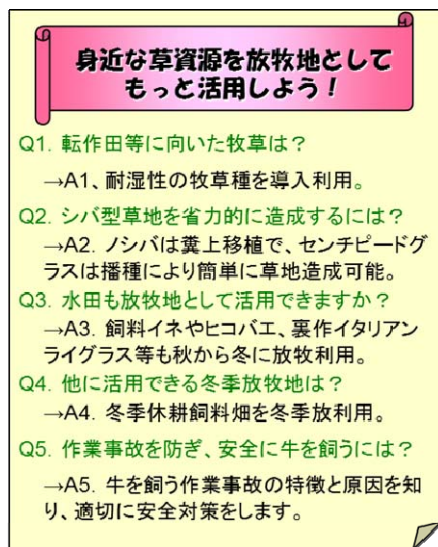 身近な草資源を放牧地として
もっと活用しよう！
Q1. 転作田等に向いた牧草は？
→A1、耐湿性の牧草種を導入利用。
Q2. シバ型草地を省力的に造成するには？
→A2. ノシバは糞上移植で、センチピードグ
ラスは播種により簡単に草地造成可能。
Q3. 水田も放牧地として活用できますか？
→A3. 飼料イネやヒコバエ、裏作イタリアン
ライグラス等も秋から冬に放牧利用。
Q4. 他に活用できる冬季放牧地は？
→A4. 冬季休耕飼料畑を冬季放利用。
Q5. 作業事故を防ぎ、安全に牛を飼うには？
→A5. 牛を飼う作業事故の特徴と原因を知
り、適切に安全対策をします。